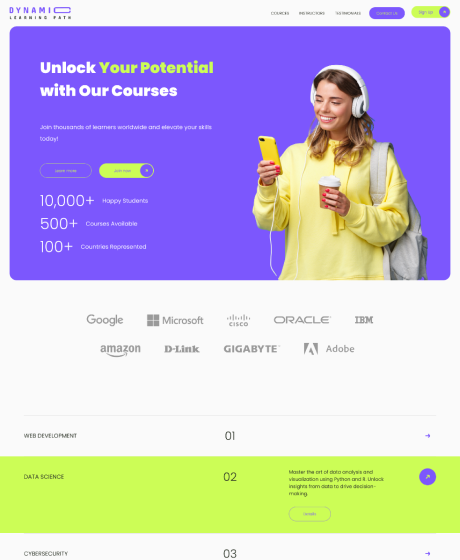 DYNAMIC
LEARNING PATH
COURSES INSTRUCTORS TESTIMONIALS Contact Us Sign Up
Unlock Your Potential
with Our Courses
Join thousands of learners worldwide and elevate your skills
today!
Learn More Join Now
10,000+ Happy Students
500+ Courses Available
100+ Countries Represented
Google Microsoft CISCO ORACLE IBM
amazon D-Link GIGABYTE Adobe
WEB DEVELOPMENT 01
DATA SCIENCE 02
Master the art of data analysis and
visualization using Python and R. Unlock
insights from data to drive decision-
making.
CYBERSECURITY 03